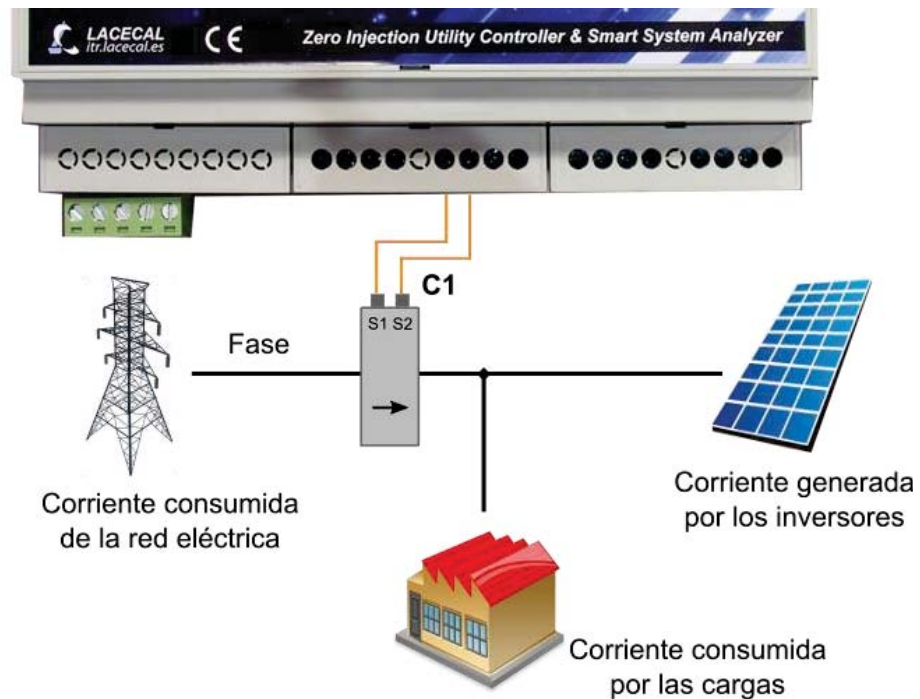 LACECAL
itr.lacecal.es
CE
Zero Injection Utility Controller & Smart System Analyzer
C1
S1 S2
Fase
Corriente consumida
de la red eléctrica
Corriente generada
por los inversores
Corriente consumida
por las cargas